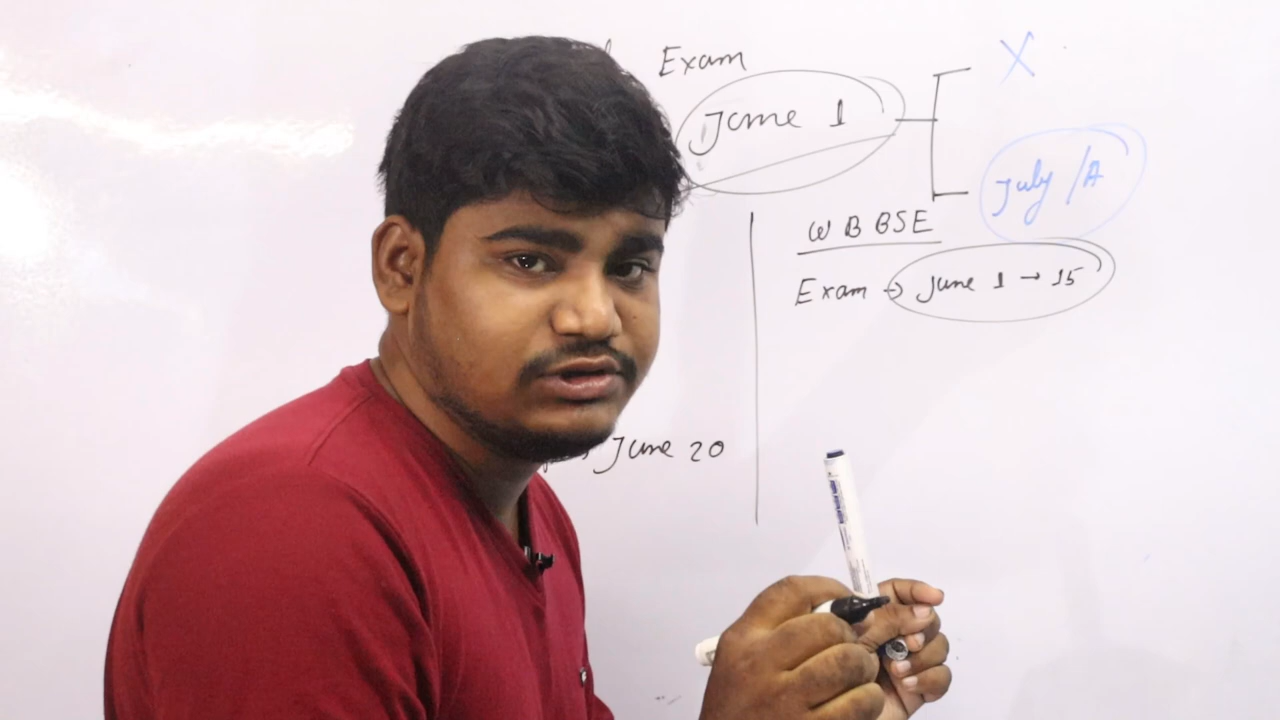 Exam
June 1
X
July /A
WBBSE
Exam → June 1 → 15
June 20